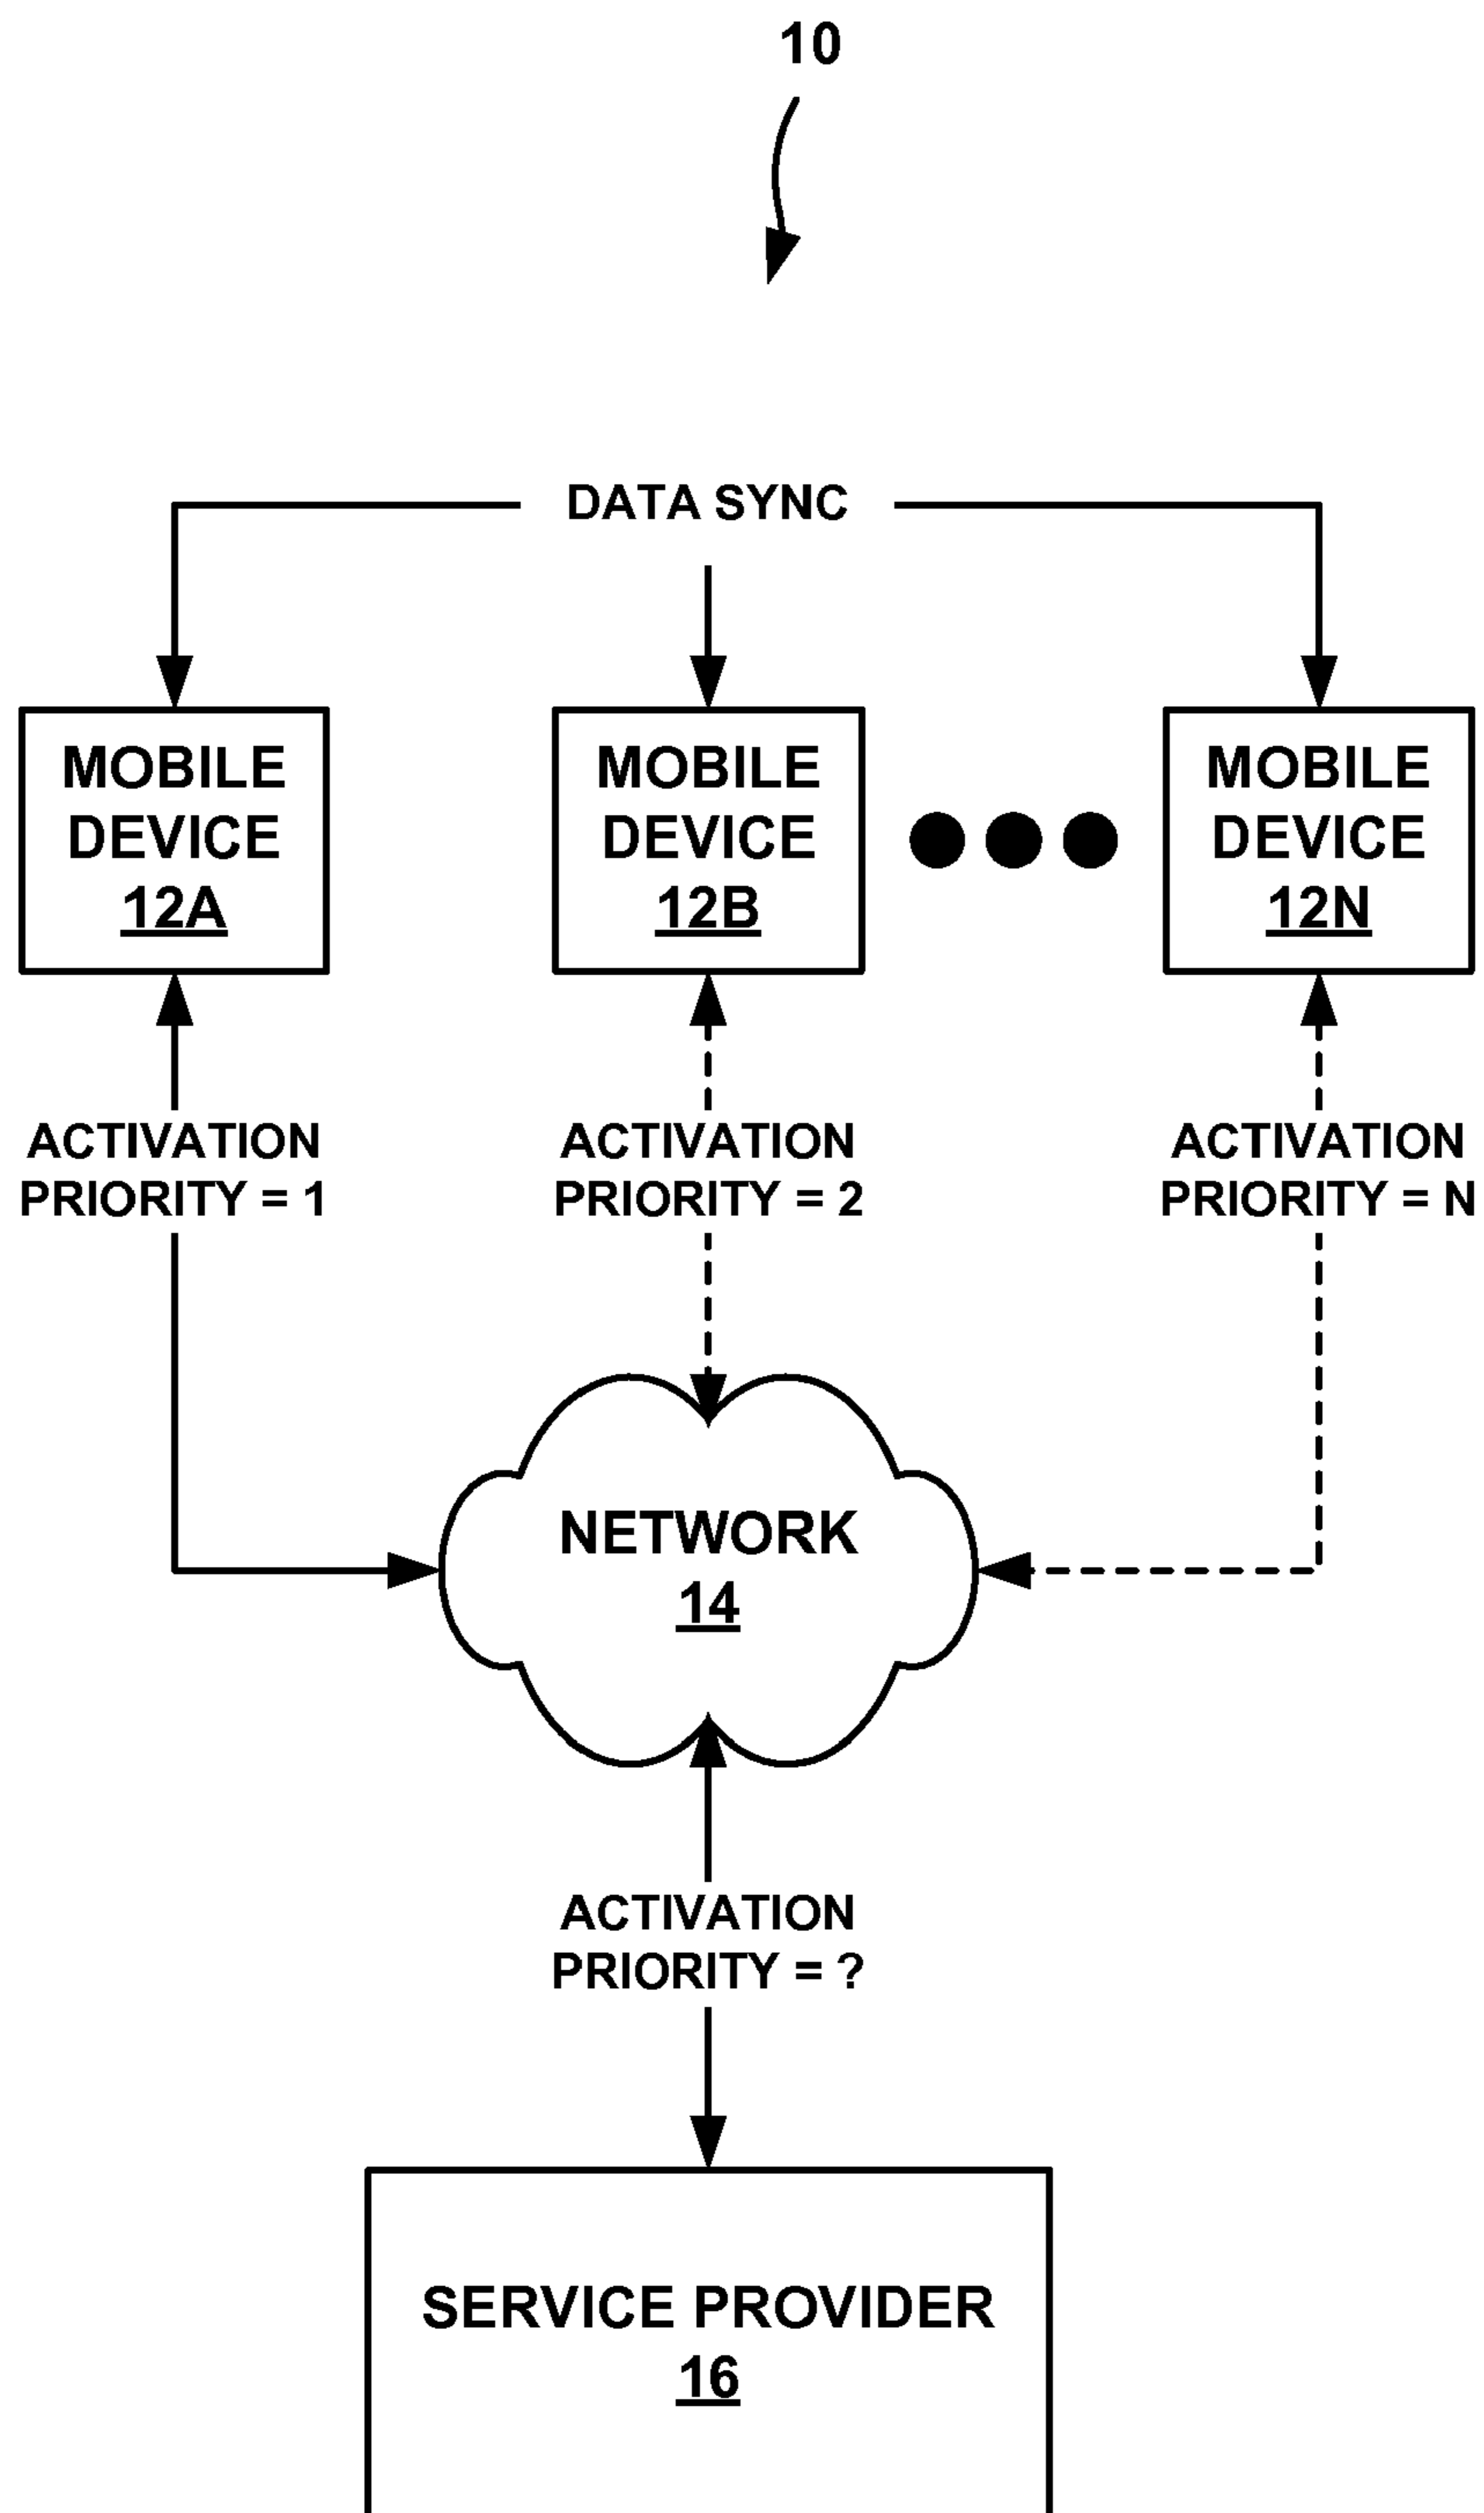 10
DATA SYNC
MOBILE
DEVICE
12A
MOBILE
DEVICE
12B
MOBILE
DEVICE
12N
ACTIVATION
PRIORITY = 1
ACTIVATION
PRIORITY = 2
ACTIVATION
PRIORITY = N
NETWORK
14
ACTIVATION
PRIORITY = ?
SERVICE PROVIDER
16